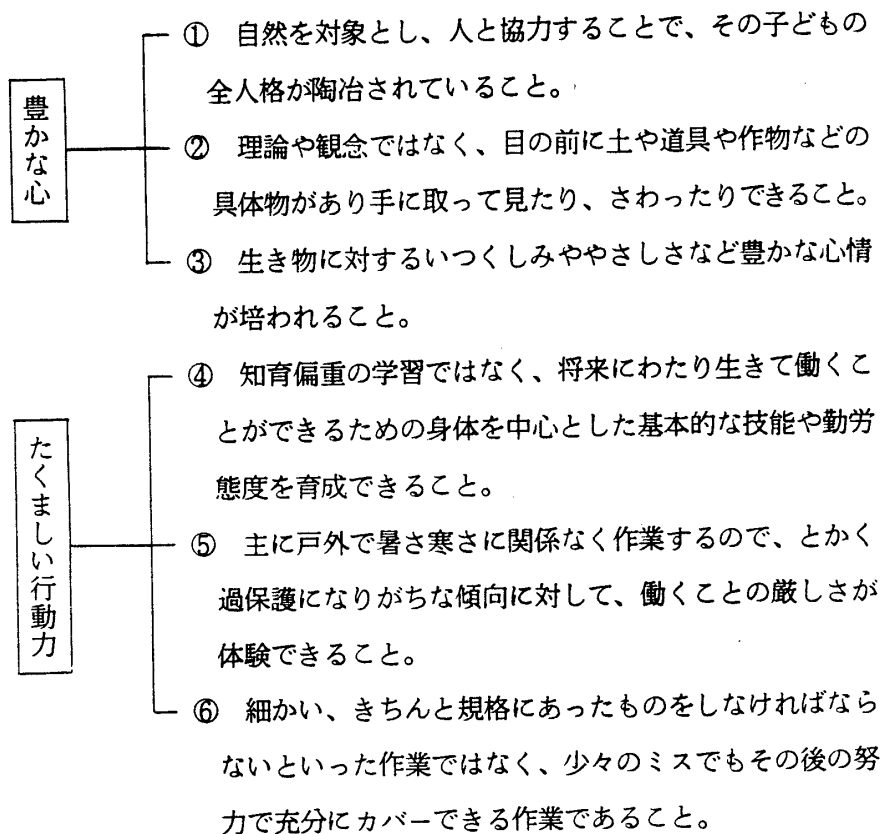 豊かな心
① 自然を対象とし、人と協力することで、その子どもの
全人格が陶冶されていること。
② 理論や観念ではなく、目の前に土や道具や作物などの
具体物があり手に取って見たり、さわったりできること。
③ 生き物に対するいつくしみややさしさなど豊かな心情
が培われること。
たくましい行動力
④ 知育偏重の学習ではなく、将来にわたり生きて働くこ
とができるための身体を中心とした基本的な技能や勤労
態度を育成できること。
⑤ 主に戸外で暑さ寒さに関係なく作業するので、とかく
過保護になりがちな傾向に対して、働くことの厳しさが
体験できること。
⑥ 細かい、きちんと規格にあったものをしなければなら
ないといった作業ではなく、少々のミスでもその後の努
力で充分にカバーできる作業であること。